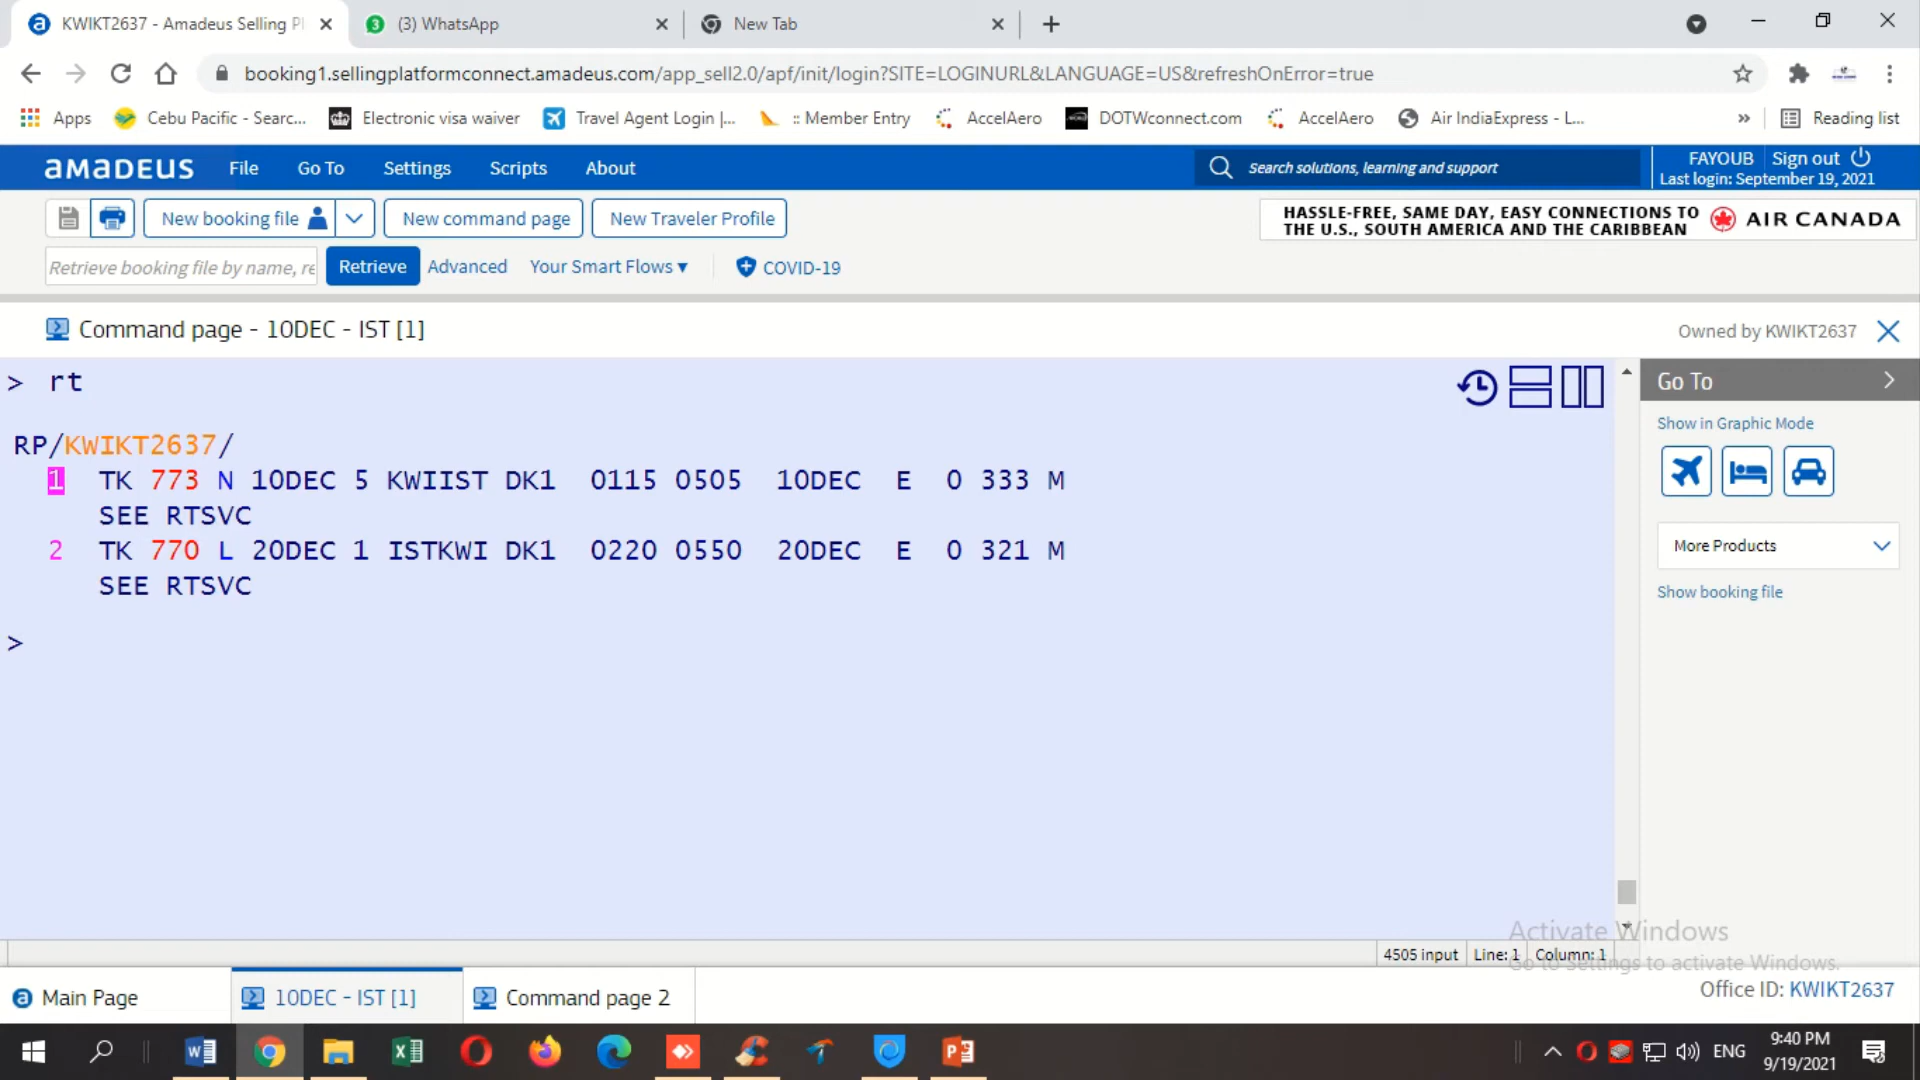 KWIKT2637 - Amadeus Selling Pl
(3) WhatsApp
New Tab
booking1.sellingplatformconnect.amadeus.com/app_sell2.0/apf/init/login?SITE=LOGINURL&LANGUAGE=US&refreshOnError=true
Apps
Cebu Pacific - Searc...
Electronic visa waiver
Travel Agent Login |...
:: Member Entry
AccelAero
DOTWconnect.com
AccelAero
Air IndiaExpress - L...
»
Reading list
amadeus
File
Go To
Settings
Scripts
About
Search solutions, learning and support
FAYOUB
Sign out
Last login: September 19, 2021
New booking file
New command page
New Traveler Profile
HASSLE-FREE, SAME DAY, EASY CONNECTIONS TO
THE U.S., SOUTH AMERICA AND THE CARIBBEAN
AIR CANADA
Retrieve booking file by name, re
Retrieve
Advanced
Your Smart Flows
COVID-19
Command page - 10DEC - IST [1]
Owned by KWIKT2637
> rt
RP/KWIKT2637/
1 TK 773 N 10DEC 5 KWIIST DK1 0115 0505 10DEC E 0 333 M
SEE RTSVC
2 TK 770 L 20DEC 1 ISTKWI DK1 0220 0550 20DEC E 0 321 M
SEE RTSVC
>
Go To
Show in Graphic Mode
More Products
Show booking file
4505 input
Line: 1
Column: 1
Activate Windows
Go to Settings to activate Windows.
Main Page
10DEC - IST [1]
Command page 2
Office ID: KWIKT2637
ENG
9:40 PM
9/19/2021